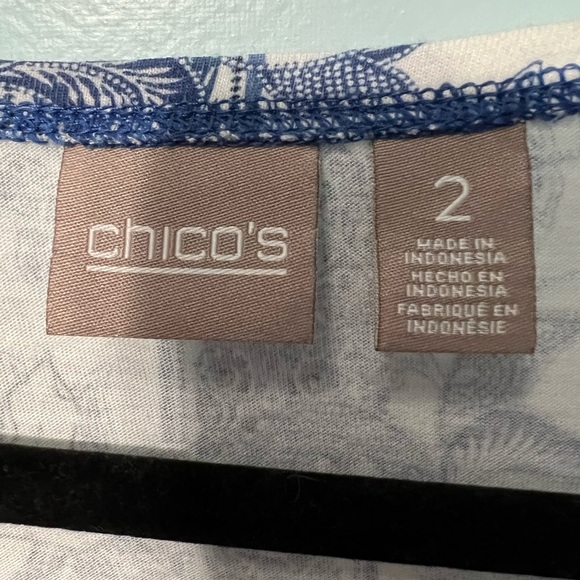 chico's
2
MADE IN
INDONESIA
HECHO EN
INDONESIA
FABRIQUÉ EN
INDONÉSIE